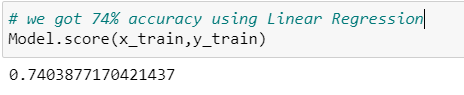 # we got 74% accuracy using Linear Regression
Model.score(x_train,y_train)
0.7403877170421437